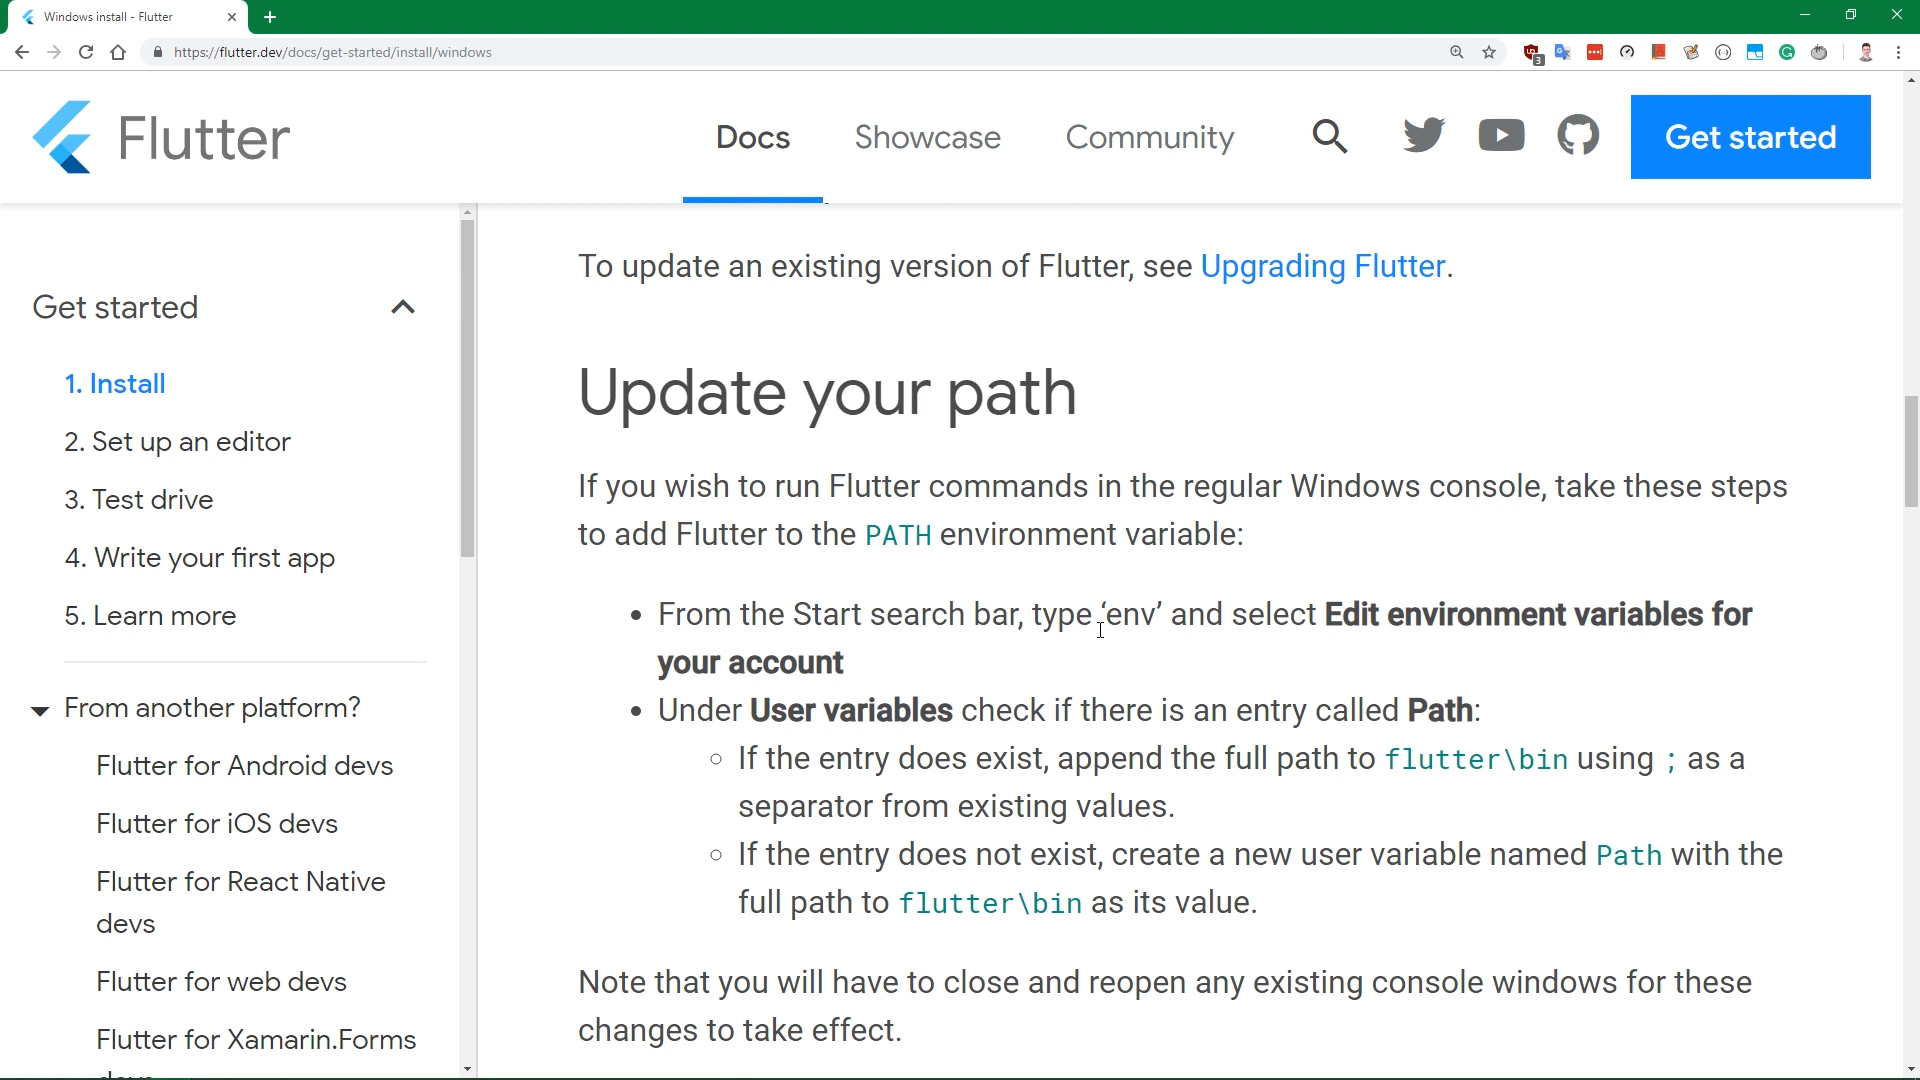 Windows install - Flutter
https://flutter.dev/docs/get-started/install/windows
3
Flutter
Docs
Showcase
Community
Get started
Get started
1. Install
2. Set up an editor
3. Test drive
4. Write your first app
5. Learn more
From another platform?
Flutter for Android devs
Flutter for iOS devs
Flutter for React Native
devs
Flutter for web devs
Flutter for Xamarin.Forms
To update an existing version of Flutter, see Upgrading Flutter.
Update your path
If you wish to run Flutter commands in the regular Windows console, take these steps
to add Flutter to the PATH environment variable:
• From the Start search bar, type ‘env’ and select Edit environment variables for
your account
• Under User variables check if there is an entry called Path:
○ If the entry does exist, append the full path to flutter\bin using ; as a
separator from existing values.
○ If the entry does not exist, create a new user variable named Path with the
full path to flutter\bin as its value.
Note that you will have to close and reopen any existing console windows for these
changes to take effect.